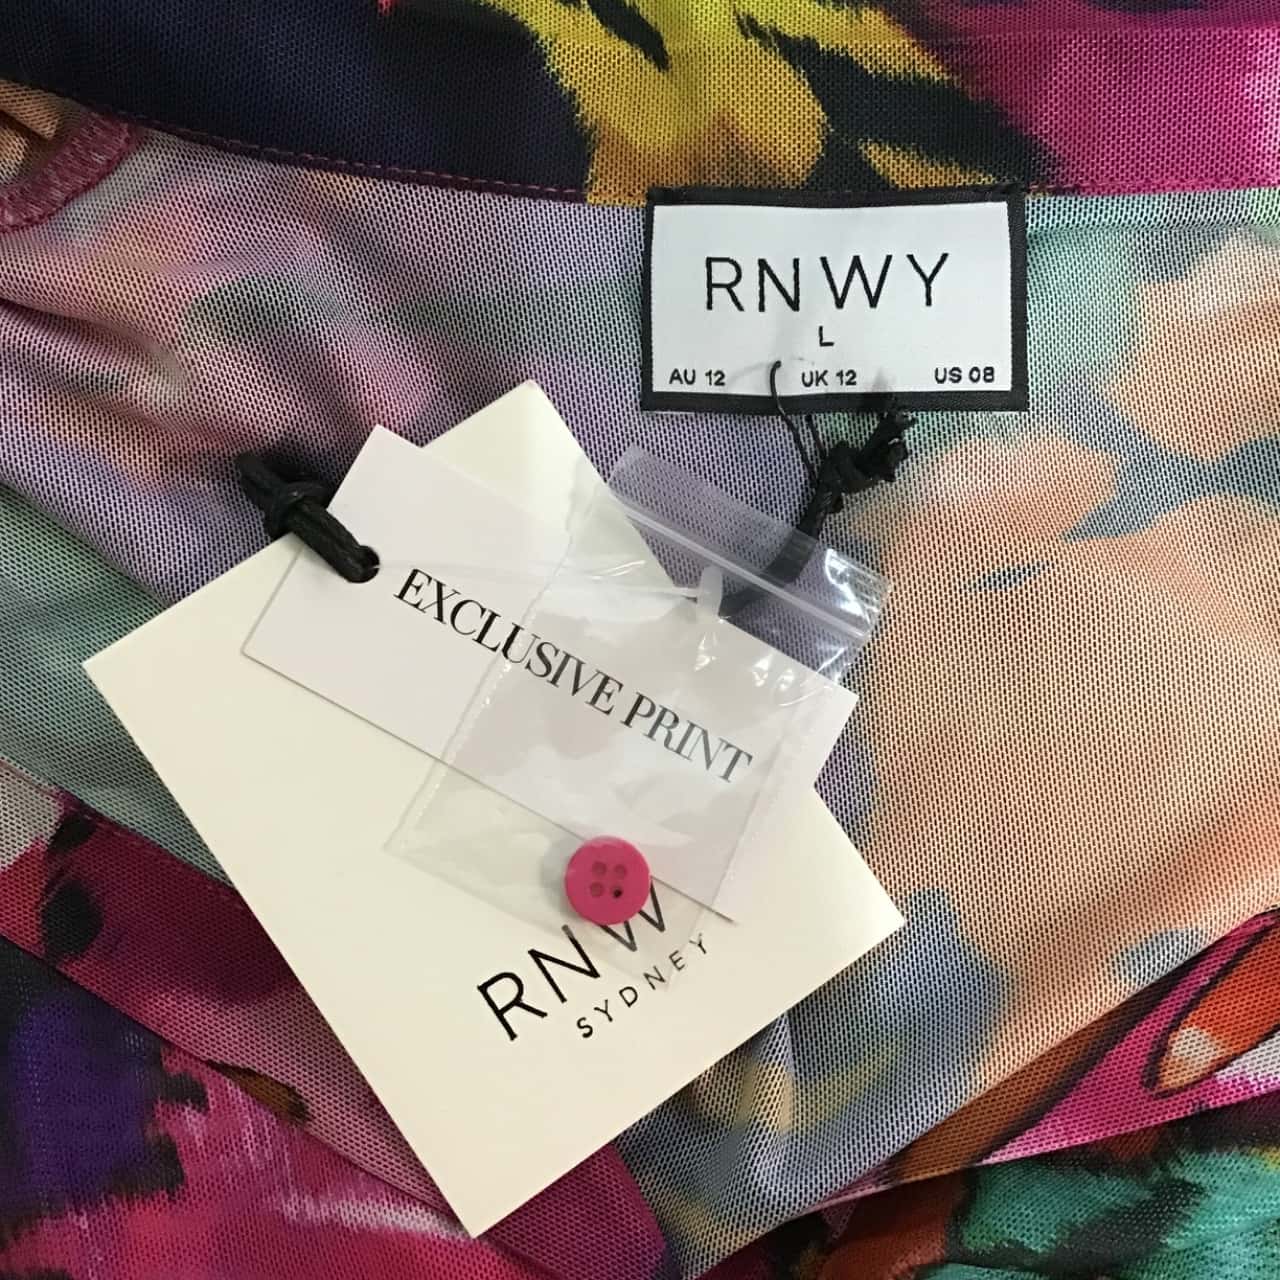 RNWY
L
AU 12 UK 12 US 08
EXCLUSIVE PRINT
RNW
SYDNEY